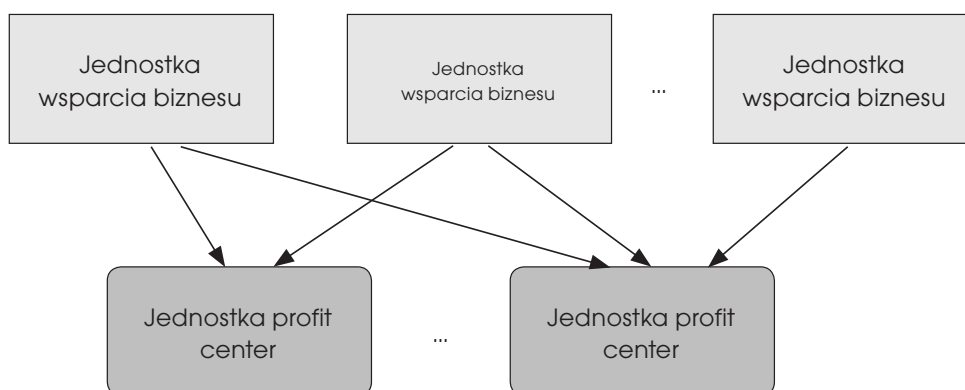 Jednostka
wsparcia biznesu
Jednostka
wsparcia biznesu
...
Jednostka
wsparcia biznesu
Jednostka profit
center
...
Jednostka profit
center